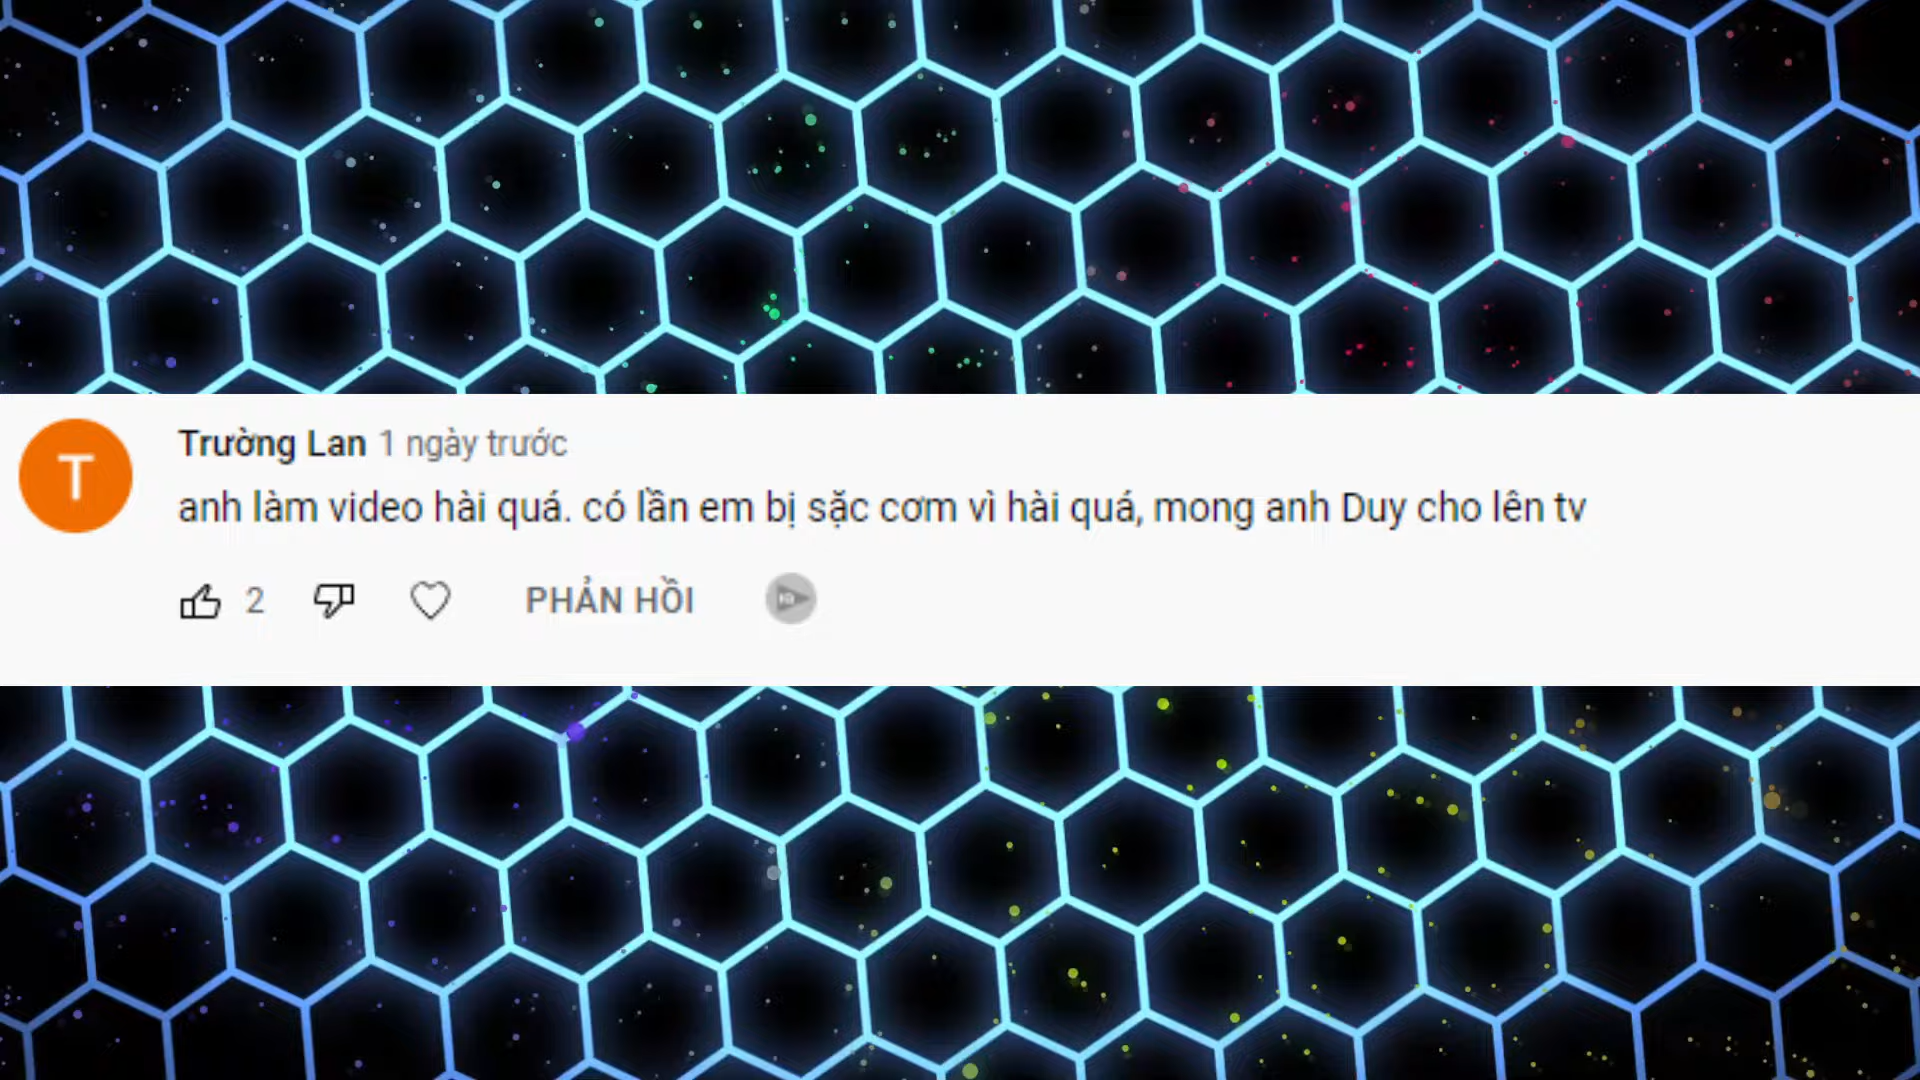 T
Trường Lan 1 ngày trước
anh làm video hài quá. có lần em bị sặc cơm vì hài quá, mong anh Duy cho lên tv
2 PHẢN HỒI